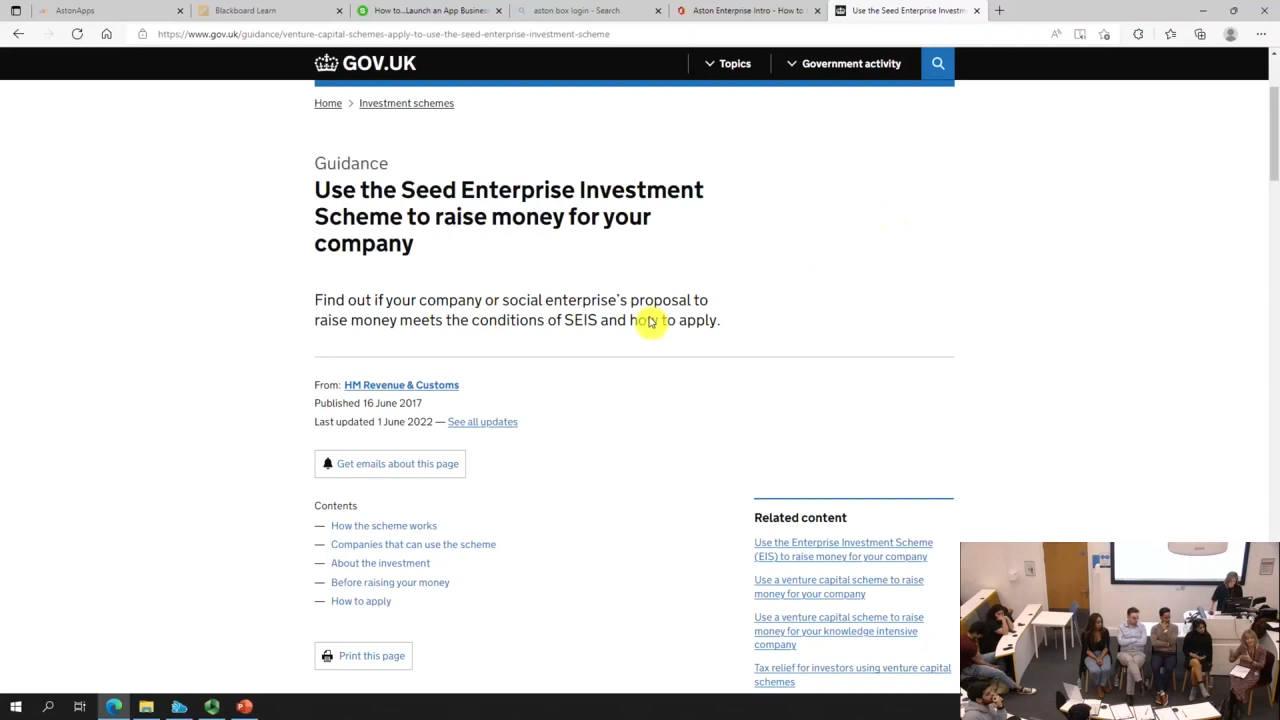 AstonApps
Blackboard Learn
How to...Launch an App Busines
aston box login - Search
Aston Enterprise Intro - How to
Use the Seed Enterprise Investm
https://www.gov.uk/guidance/venture-capital-schemes-apply-to-use-the-seed-enterprise-investment-scheme
GOV.UK
Topics
Government activity
Home > Investment schemes
Guidance
Use the Seed Enterprise Investment
Scheme to raise money for your
company
Find out if your company or social enterprise's proposal to
raise money meets the conditions of SEIS and how to apply.
From: HM Revenue & Customs
Published 16 June 2017
Last updated 1 June 2022 — See all updates
Get emails about this page
Contents
— How the scheme works
— Companies that can use the scheme
— About the investment
— Before raising your money
— How to apply
Print this page
Related content
Use the Enterprise Investment Scheme
(EIS) to raise money for your company
Use a venture capital scheme to raise
money for your company
Use a venture capital scheme to raise
money for your knowledge intensive
company
Tax relief for investors using venture capital
schemes